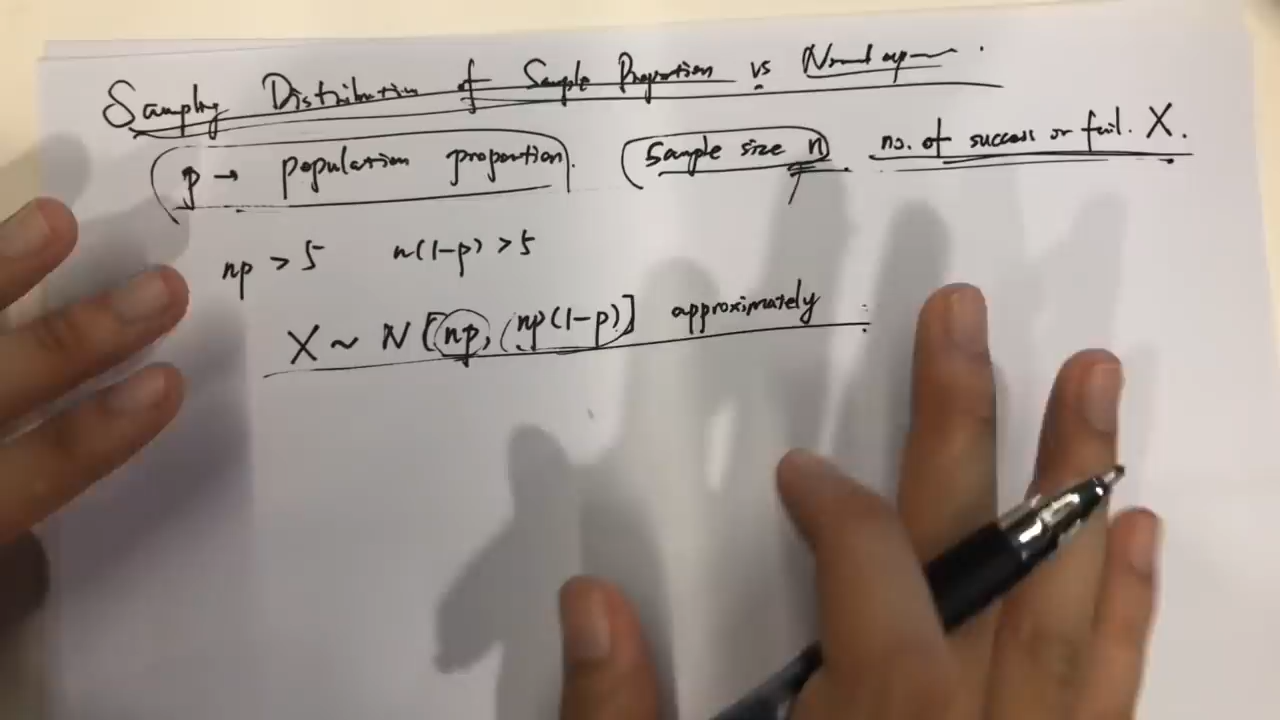 Sampling Distribution of Sample Proportion vs Normal
p → population proportion. Sample size n no. of success or fail. X.
np > 5 n(1-p) > 5
X ~ N [np, np(1-p)] approximately